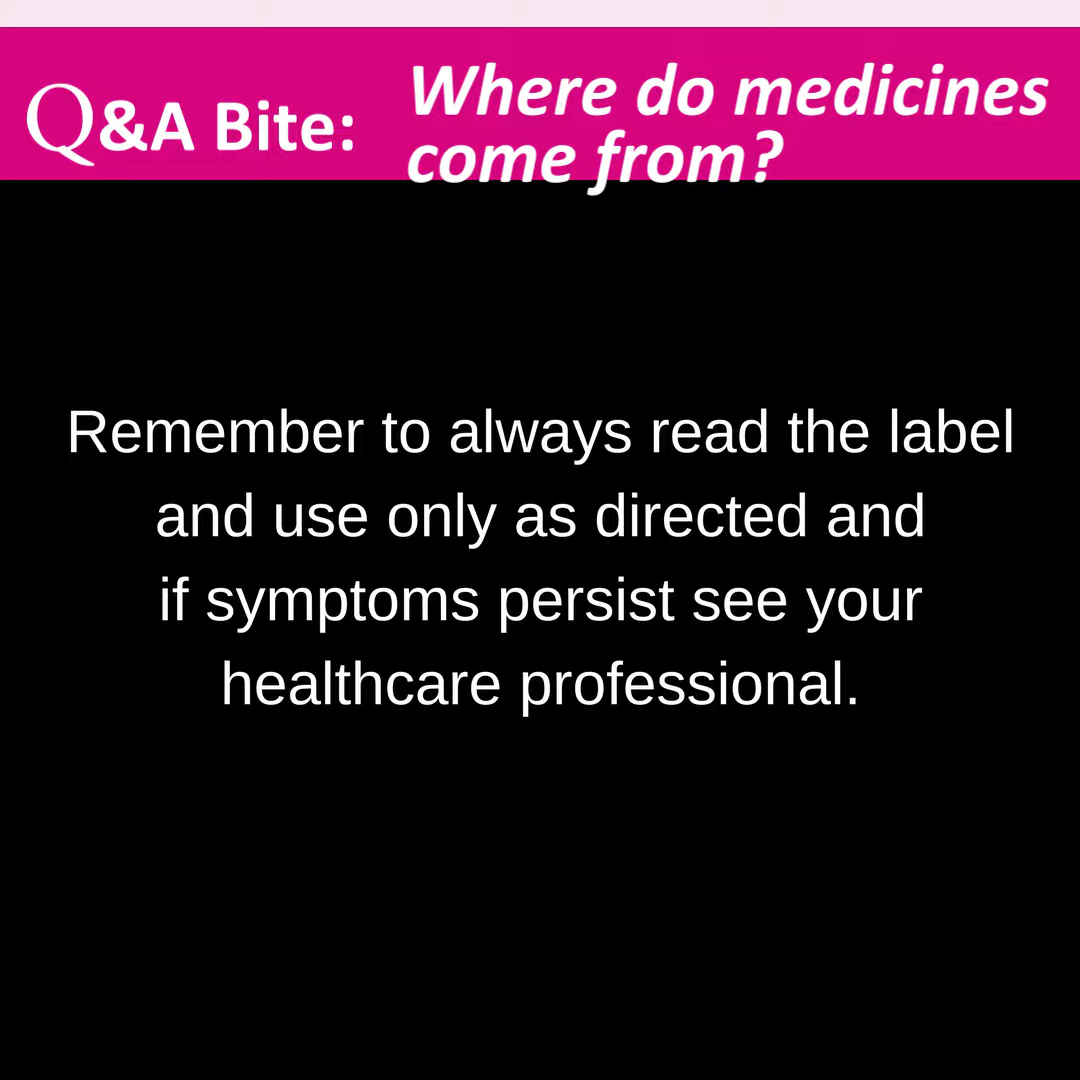 Q&A Bite:
Where do medicines
come from?
Remember to always read the label
and use only as directed and
if symptoms persist see your
healthcare professional.